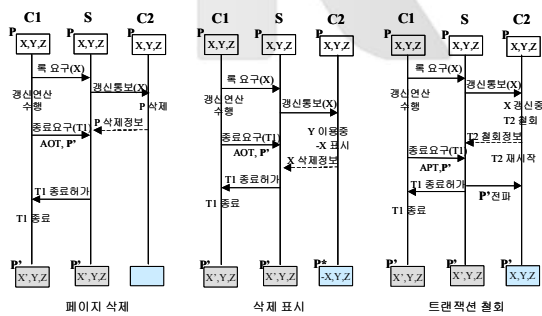 C1 S C2
P X,Y,Z P X,Y,Z P X,Y,Z
록 요구(X)
갱신통보(X)
갱신연산
수행
P 삭제
P 삭제정보
종료요구(T1)
AOT, P'
T1 종료허가
T1 종료
P' X',Y,Z P' X',Y,Z
페이지 삭제
C1 S C2
P X,Y,Z P X,Y,Z P X,Y,Z
록 요구(X)
갱신통보(X)
갱신연산
수행
Y 이용중
-X 표시
종료요구(T1)
AOT, P'
X 삭제정보
T1 종료허가
T1 종료
P' X',Y,Z P' X',Y,Z P* -X,Y,Z
삭제 표시
C1 S C2
P X,Y,Z P X,Y,Z P X,Y,Z
록 요구(X)
갱신통보(X)
갱신연산
수행
X 갱신중
T2 철회
T2 철회정보
종료요구(T1)
APT,P'
T2 재시작
T1 종료허가
P'전파
T1 종료
P' X',Y,Z P' X',Y,Z P' X,Y,Z
트랜잭션 철회